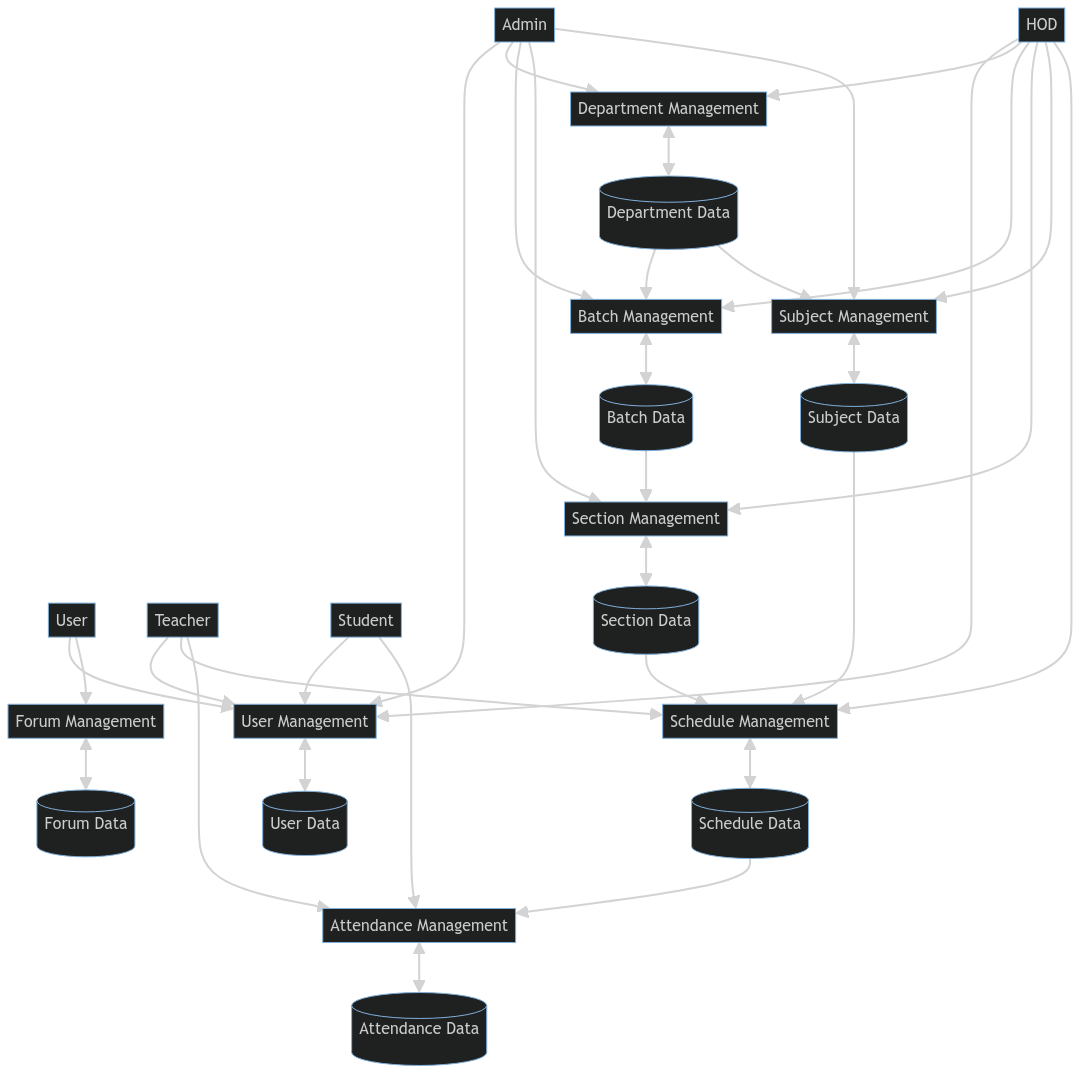 Admin
HOD
Department Management
Department Data
Batch Management
Subject Management
Batch Data
Subject Data
Section Management
Section Data
User
Teacher
Student
Forum Management
User Management
Schedule Management
Forum Data
User Data
Schedule Data
Attendance Management
Attendance Data